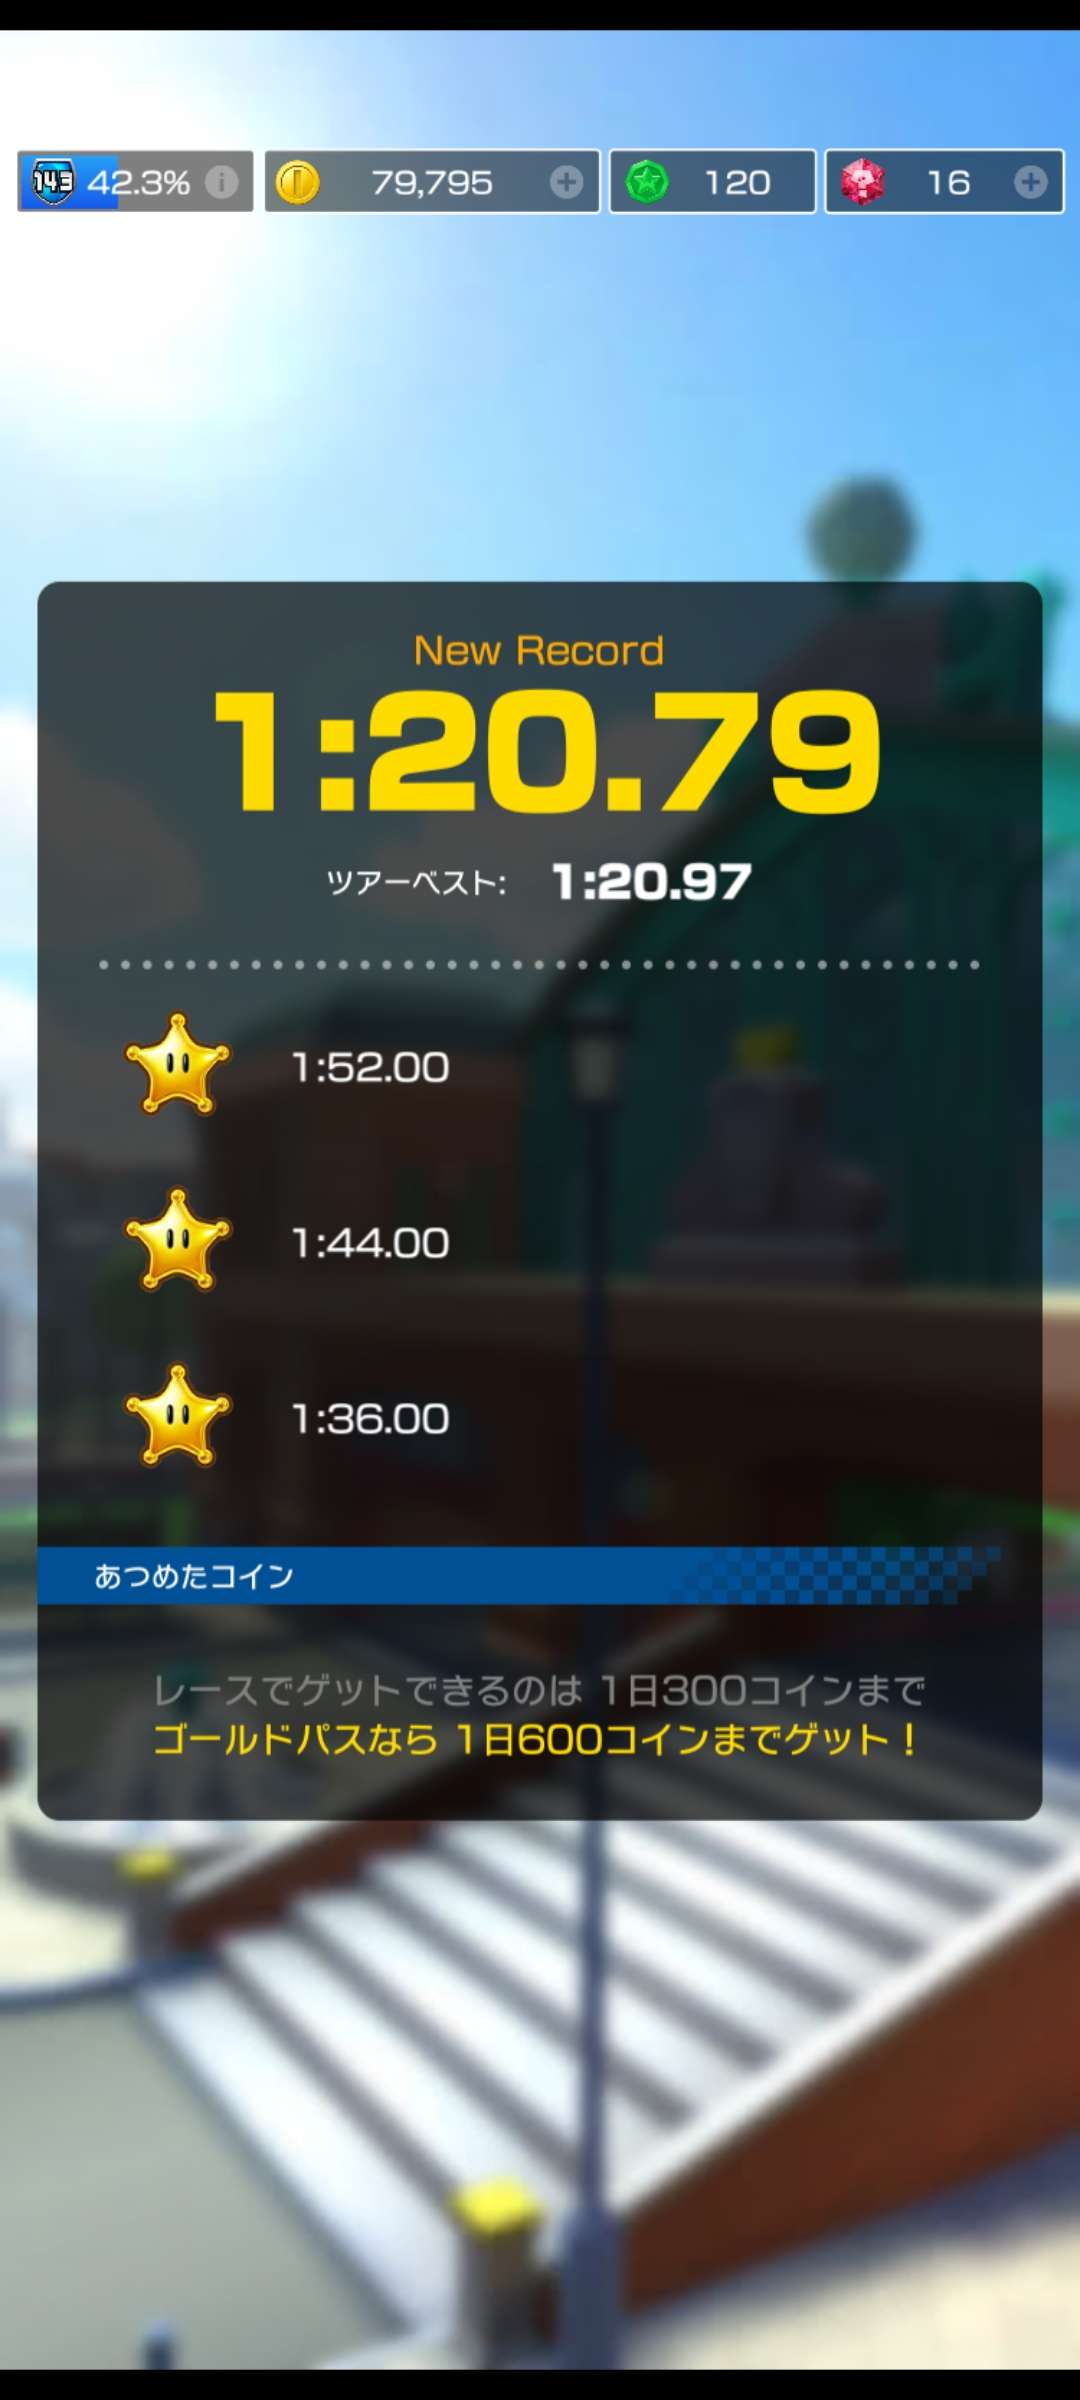 143 42.3% i 79,795 + 120 16 +
New Record
1:20.79
ツアーベスト: 1:20.97
1:52.00
1:44.00
1:36.00
あつめたコイン
レースでゲットできるのは 1日300コインまで
ゴールドパスなら 1日600コインまでゲット！